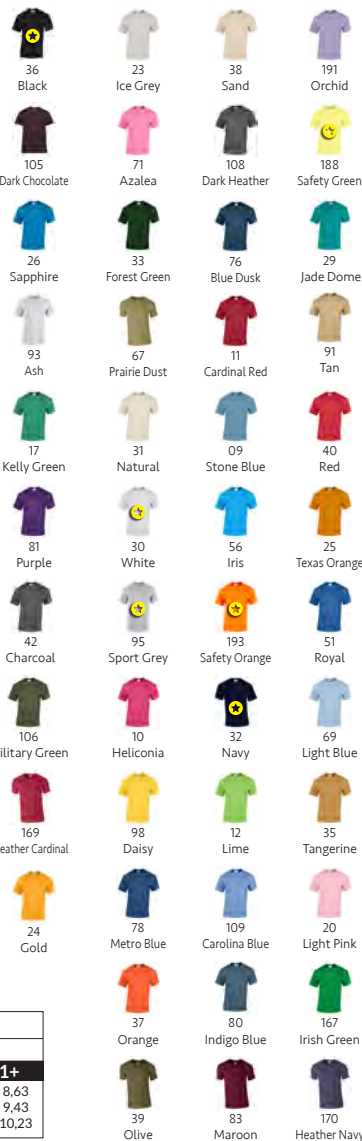 36 23 38 191
Black Ice Grey Sand Orchid
105 71 108 188
Dark Chocolate Azalea Dark Heather Safety Green
26 33 76 29
Sapphire Forest Green Blue Dusk Jade Dome
93 67 11 91
Ash Prairie Dust Cardinal Red Tan
17 31 09 40
Kelly Green Natural Stone Blue Red
81 30 56 25
Purple White Iris Texas Orange
42 95 193 51
Charcoal Sport Grey Safety Orange Royal
106 10 32 69
ilitary Green Heliconia Navy Light Blue
169 98 12 35
eather Cardinal Daisy Lime Tangerine
24 78 109 20
Gold Metro Blue Carolina Blue Light Pink
37 80 167
Orange Indigo Blue Irish Green
1+
8,63
9,43
10,23
39 83 170
Olive Maroon Heather Navy